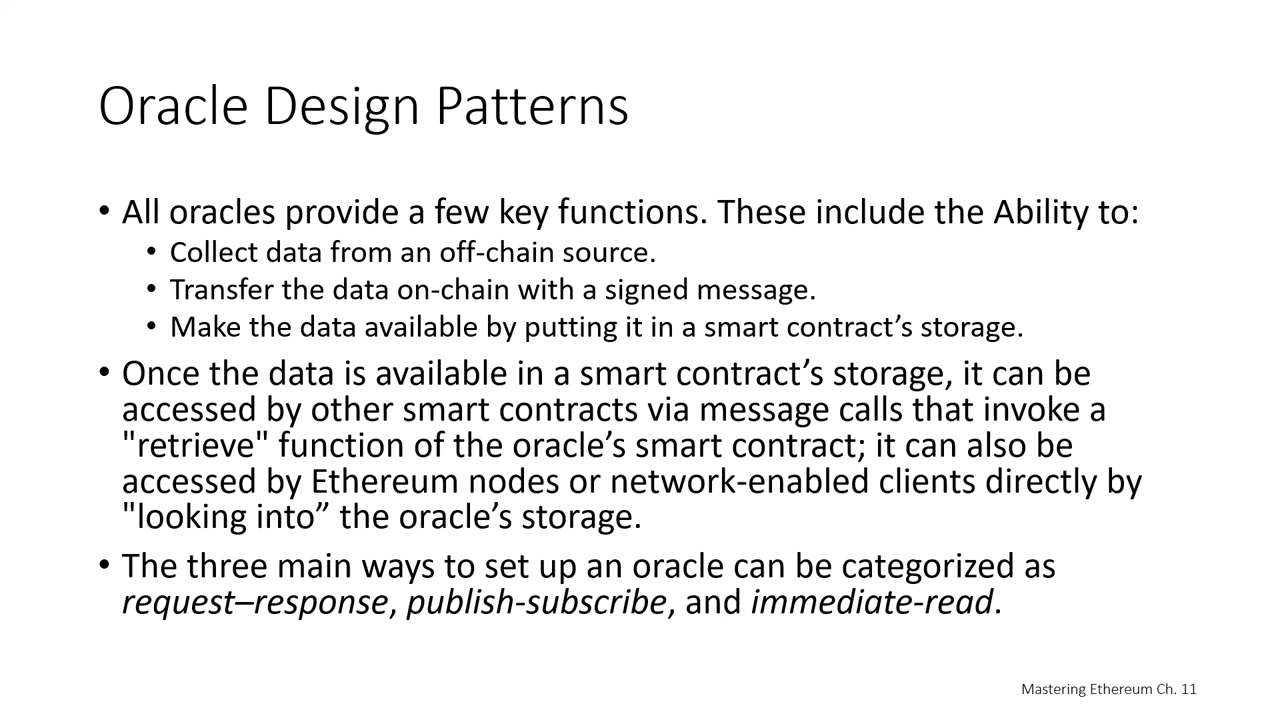 Oracle Design Patterns
• All oracles provide a few key functions. These include the Ability to:
• Collect data from an off-chain source.
• Transfer the data on-chain with a signed message.
• Make the data available by putting it in a smart contract’s storage.
• Once the data is available in a smart contract’s storage, it can be
accessed by other smart contracts via message calls that invoke a
"retrieve" function of the oracle’s smart contract; it can also be
accessed by Ethereum nodes or network-enabled clients directly by
"looking into” the oracle’s storage.
• The three main ways to set up an oracle can be categorized as
request–response, publish-subscribe, and immediate-read.
Mastering Ethereum Ch. 11